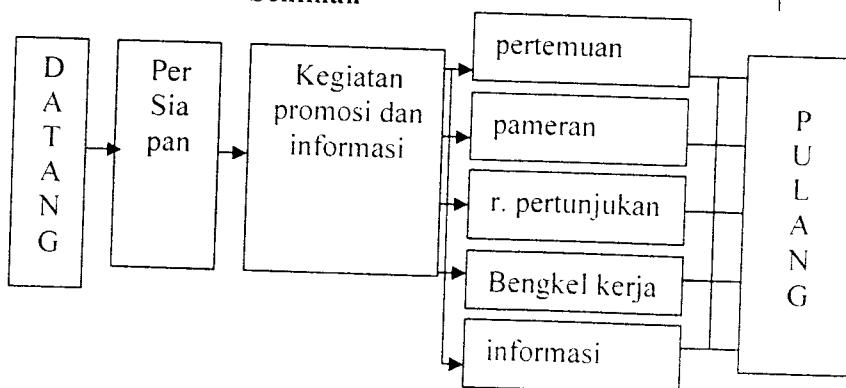 D
A
T
A
N
G
Per
Sia
pan
Kegiatan
promosi dan
informasi
pertemuan
pameran
r. pertunjukan
Bengkel kerja
informasi
P
U
L
A
N
G